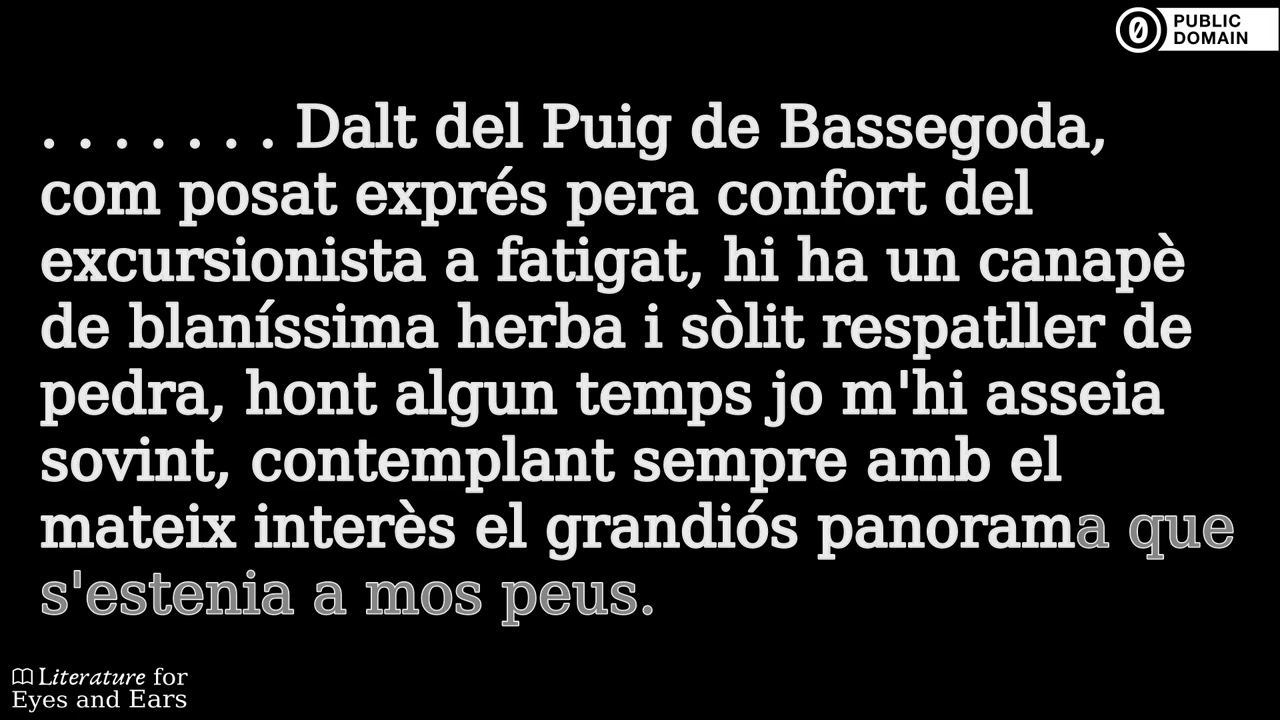 PUBLIC
DOMAIN
. . . . . . . Dalt del Puig de Bassegoda,
com posat exprés pera confort del
excursionista a fatigat, hi ha un canapè
de blaníssima herba i sòlit respatller de
pedra, hont algun temps jo m'hi asseia
sovint, contemplant sempre amb el
mateix interès el grandiós panorama que
s'estenia a mos peus.
Literature for
Eyes and Ears